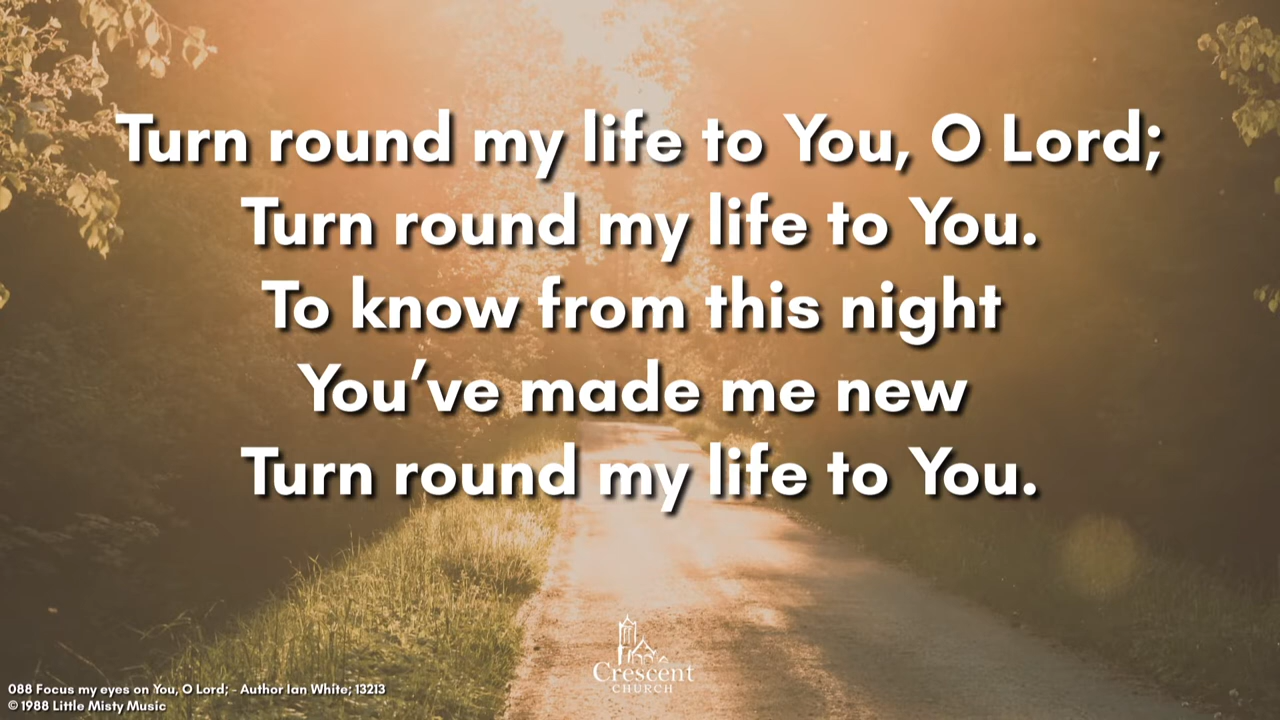 Turn round my life to You, O Lord;
Turn round my life to You.
To know from this night
You’ve made me new
Turn round my life to You.
Crescent
CHURCH
088 Focus my eyes on You, O Lord; - Author Ian White; 13213
© 1988 Little Misty Music